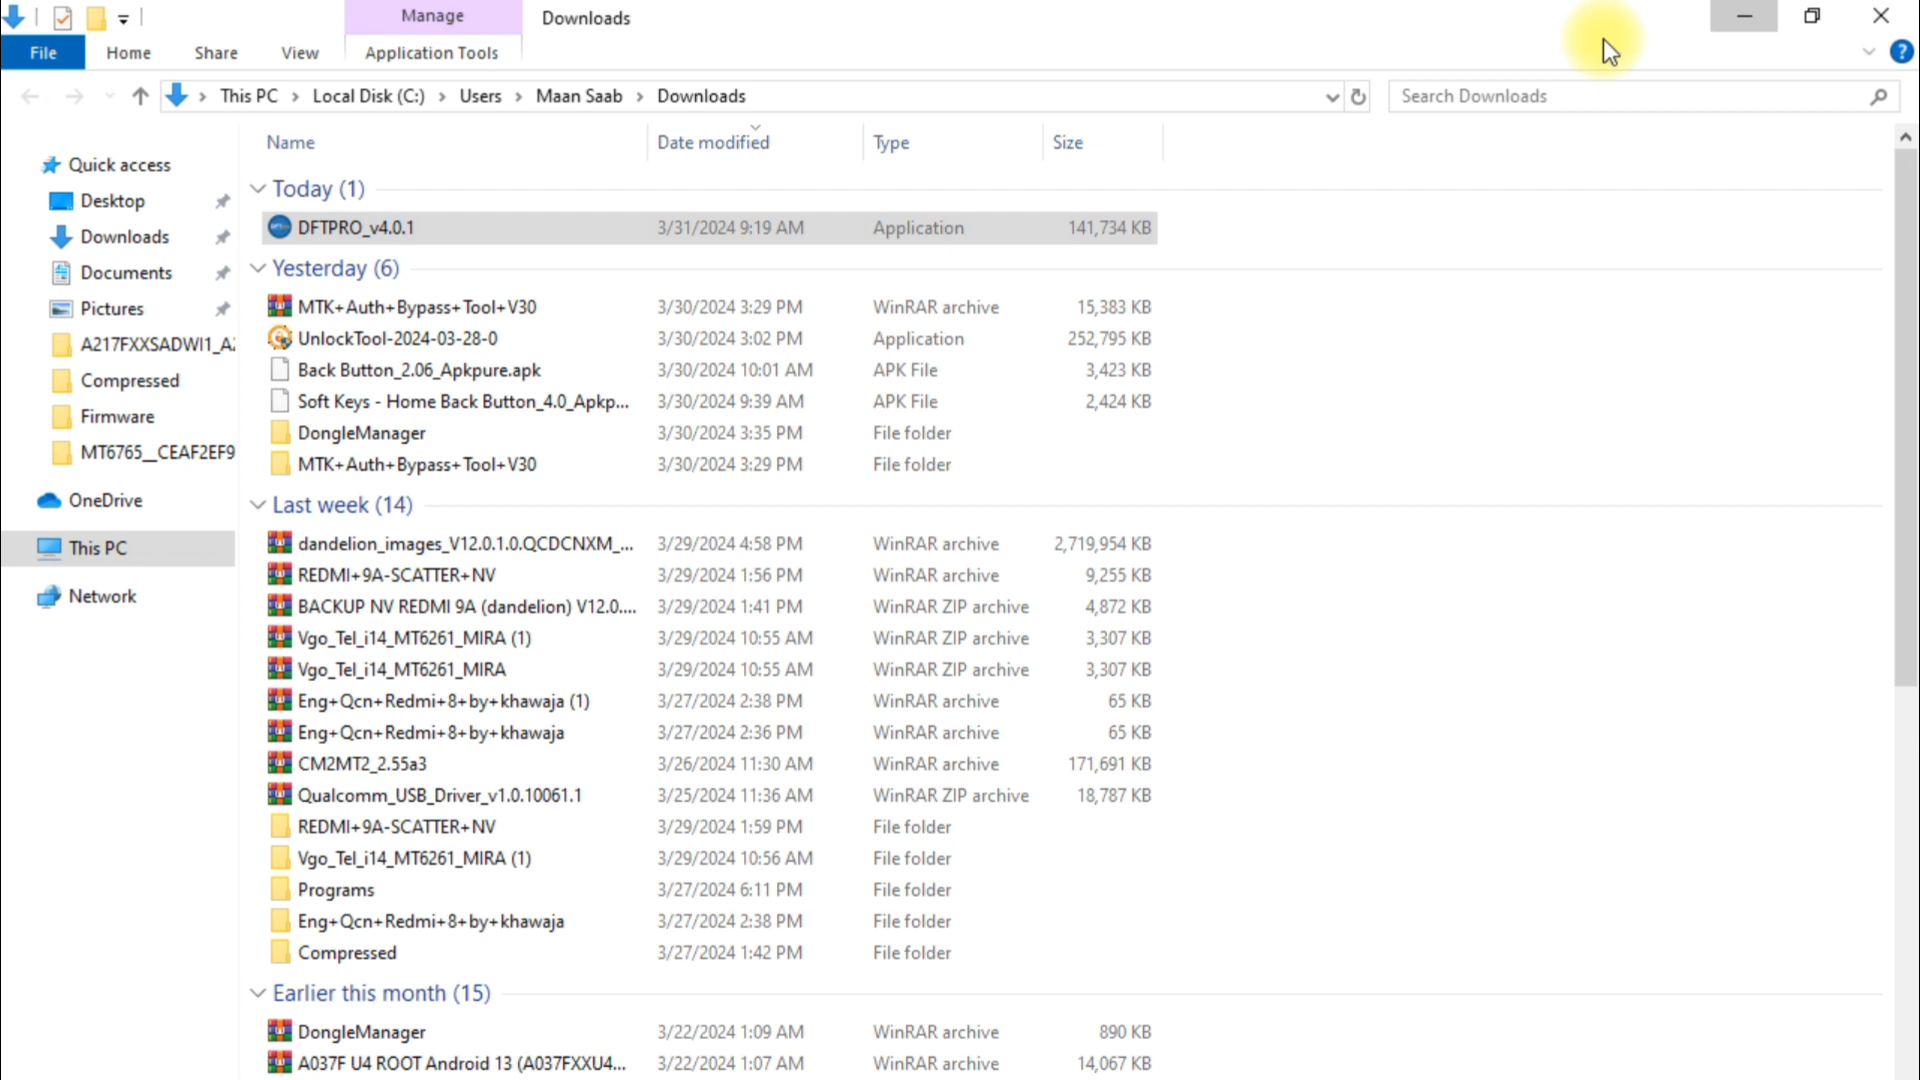 Manage
Downloads
File
Home
Share
View
Application Tools
This PC > Local Disk (C:) > Users > Maan Saab > Downloads
Search Downloads
Name
Date modified
Type
Size
Quick access
Desktop
Downloads
Documents
Pictures
A217FXXSADWI1_A
Compressed
Firmware
MT6765__CEAF2EF9
OneDrive
This PC
Network
Today (1)
DFTPRO_v4.0.1 3/31/2024 9:19 AM Application 141,734 KB
Yesterday (6)
MTK+Auth+Bypass+Tool+V30 3/30/2024 3:29 PM WinRAR archive 15,383 KB
UnlockTool-2024-03-28-0 3/30/2024 3:02 PM Application 252,795 KB
Back Button_2.06_Apkpure.apk 3/30/2024 10:01 AM APK File 3,423 KB
Soft Keys - Home Back Button_4.0_Apkp... 3/30/2024 9:39 AM APK File 2,424 KB
DongleManager 3/30/2024 3:35 PM File folder
MTK+Auth+Bypass+Tool+V30 3/30/2024 3:29 PM File folder
Last week (14)
dandelion_images_V12.0.1.0.QCDCNXM_... 3/29/2024 4:58 PM WinRAR archive 2,719,954 KB
REDMI+9A-SCATTER+NV 3/29/2024 1:56 PM WinRAR archive 9,255 KB
BACKUP NV REDMI 9A (dandelion) V12.0.... 3/29/2024 1:41 PM WinRAR ZIP archive 4,872 KB
Vgo_Tel_i14_MT6261_MIRA (1) 3/29/2024 10:55 AM WinRAR ZIP archive 3,307 KB
Vgo_Tel_i14_MT6261_MIRA 3/29/2024 10:55 AM WinRAR ZIP archive 3,307 KB
Eng+Qcn+Redmi+8+by+khawaja (1) 3/27/2024 2:38 PM WinRAR archive 65 KB
Eng+Qcn+Redmi+8+by+khawaja 3/27/2024 2:36 PM WinRAR archive 65 KB
CM2MT2_2.55a3 3/26/2024 11:30 AM WinRAR archive 171,691 KB
Qualcomm_USB_Driver_v1.0.10061.1 3/25/2024 11:36 AM WinRAR ZIP archive 18,787 KB
REDMI+9A-SCATTER+NV 3/29/2024 1:59 PM File folder
Vgo_Tel_i14_MT6261_MIRA (1) 3/29/2024 10:56 AM File folder
Programs 3/27/2024 6:11 PM File folder
Eng+Qcn+Redmi+8+by+khawaja 3/27/2024 2:38 PM File folder
Compressed 3/27/2024 1:42 PM File folder
Earlier this month (15)
DongleManager 3/22/2024 1:09 AM WinRAR archive 890 KB
A037F U4 ROOT Android 13 (A037FXXU4... 3/22/2024 1:07 AM WinRAR archive 14,067 KB